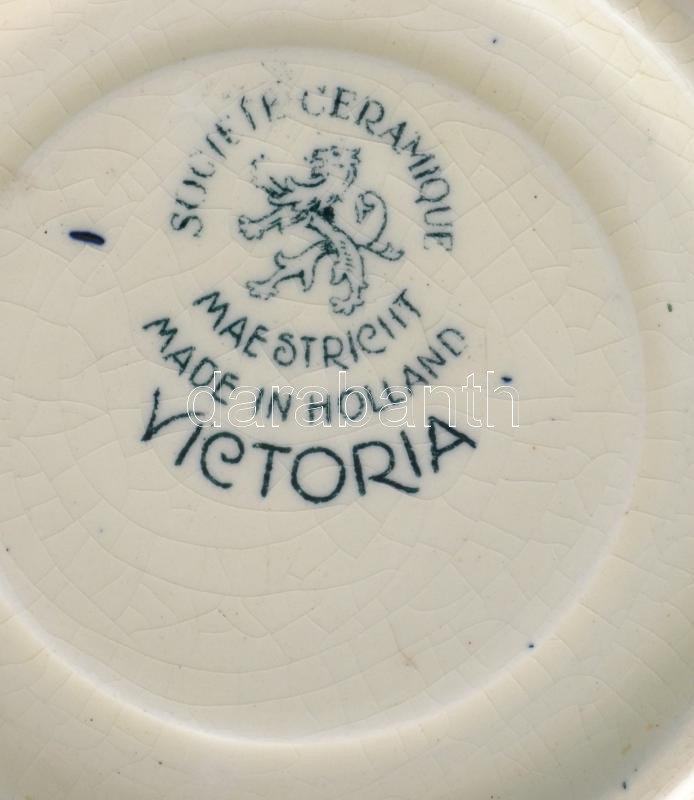 SOCIETE CERAMIQUE
MAESTRICHT
MADE IN HOLLAND
VICTORIA
darabanth